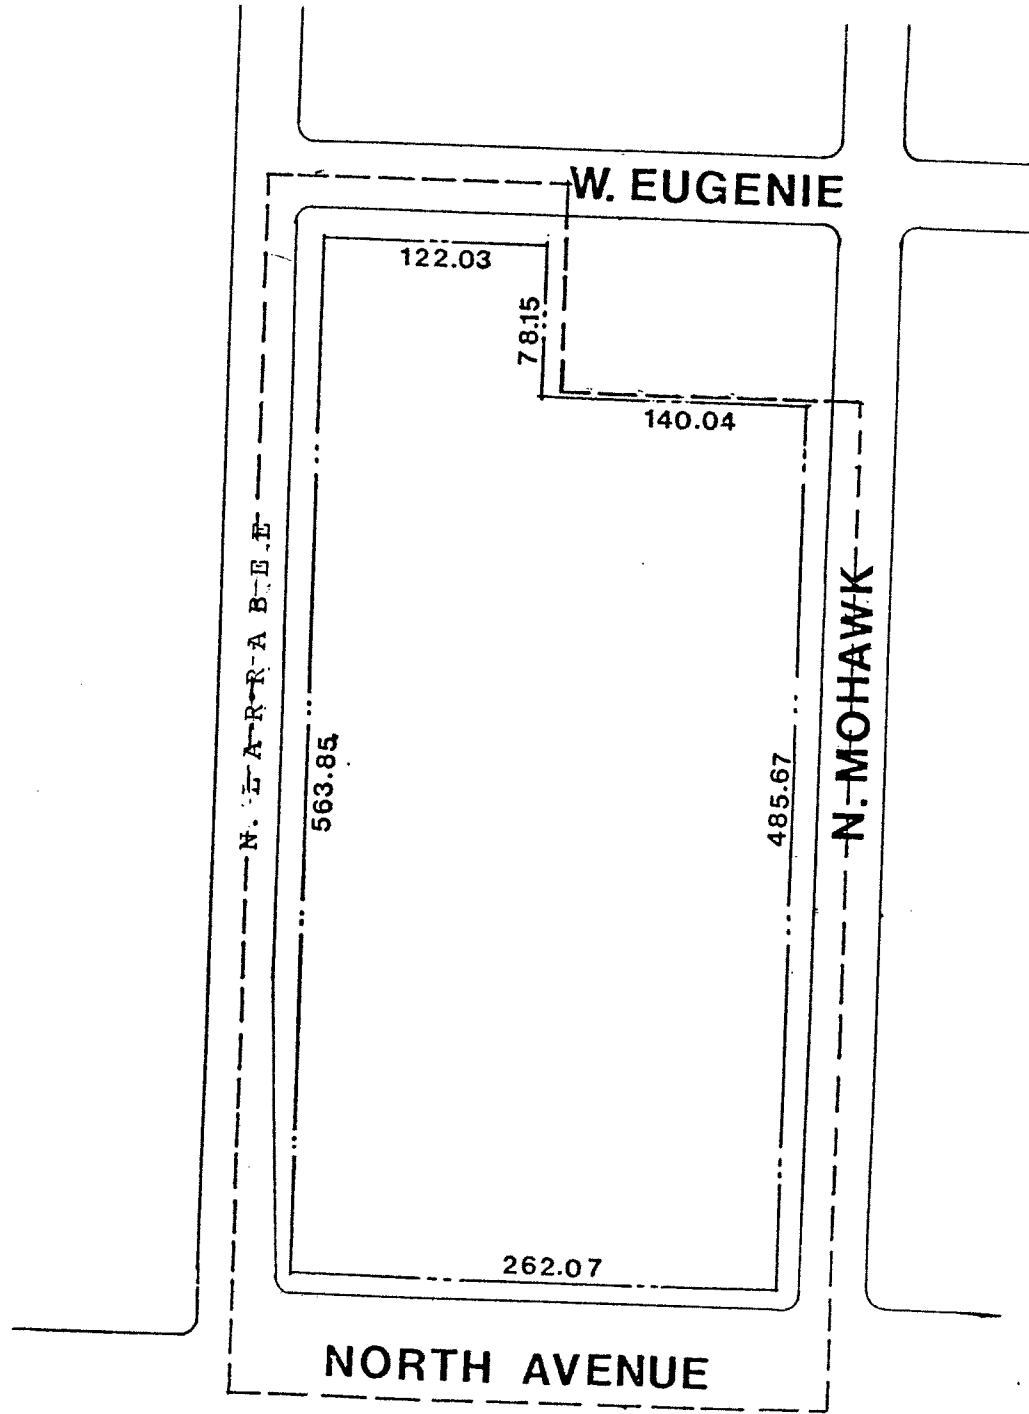 W. EUGENIE
122.03
78.15
140.04
N. LARRABEE
563.85
485.67
N. MOHAWK
262.07
NORTH AVENUE